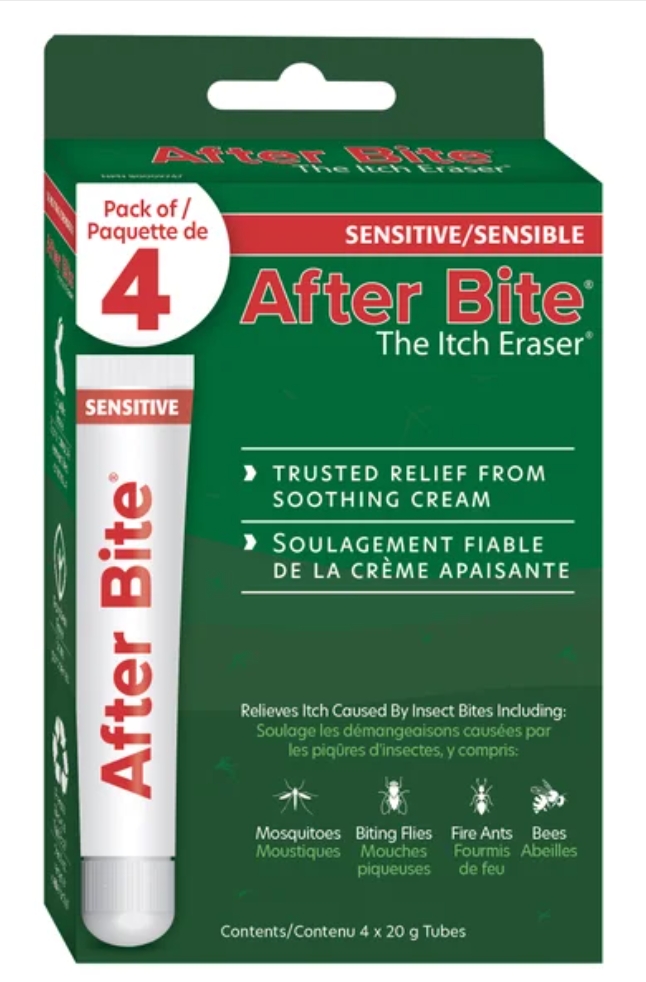 After Bite®
The Itch Eraser®
Pack of /
Paquette de
4
SENSITIVE/SENSIBLE
After Bite®
The Itch Eraser®
SENSITIVE
After Bite®
TRUSTED RELIEF FROM
SOOTHING CREAM
SOULAGEMENT FIABLE
DE LA CRÈME APAISANTE
Relieves Itch Caused By Insect Bites Including:
Soulage les démangeaisons causées par
les piqûres d'insectes, y compris:
Mosquitoes Biting Flies Fire Ants Bees
Moustiques Mouches Fourmis Abeilles
piqueuses de feu
Contents/Contenu 4 x 20 g Tubes
After Bite